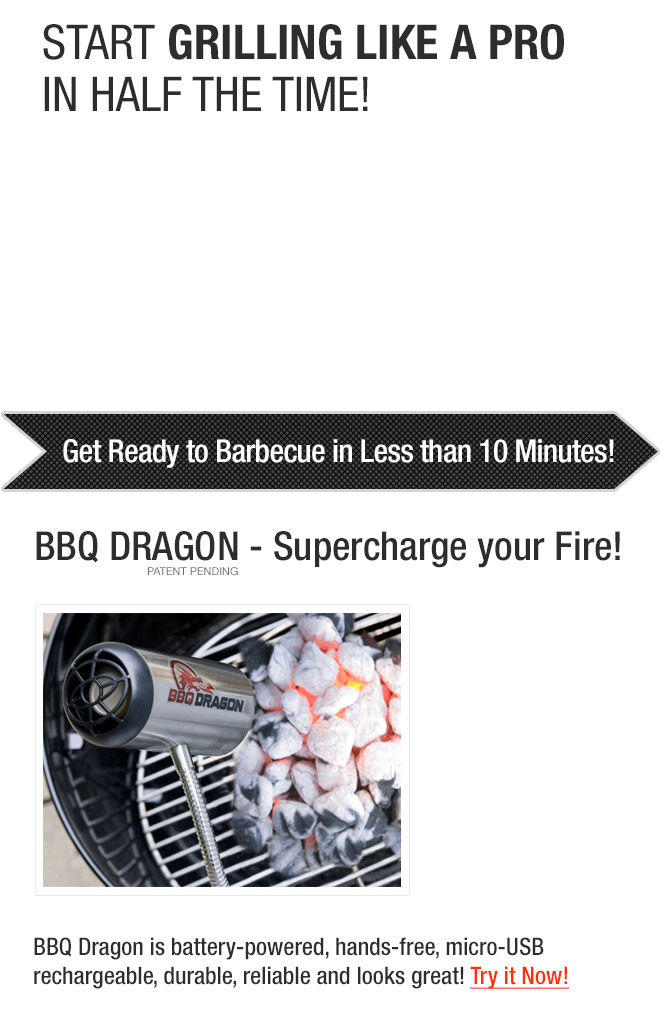 START GRILLING LIKE A PRO
IN HALF THE TIME!
Get Ready to Barbecue in Less than 10 Minutes!
BBQ DRAGON - Supercharge your Fire!
PATENT PENDING
BBQ DRAGON
BBQ Dragon is battery-powered, hands-free, micro-USB
rechargeable, durable, reliable and looks great! Try it Now!